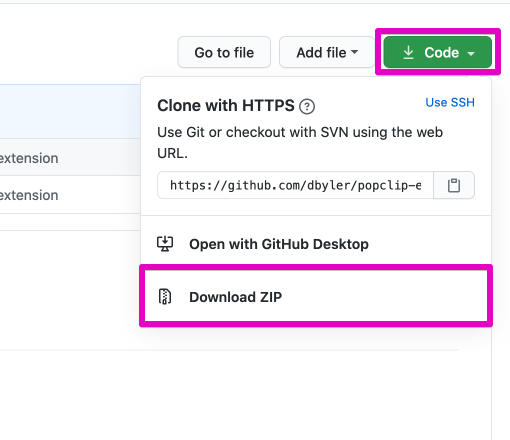 Go to file
Add file
Code
Clone with HTTPS
Use SSH
Use Git or checkout with SVN using the web
URL.
extension
extension
https://github.com/dbyler/popclip-e
Open with GitHub Desktop
Download ZIP